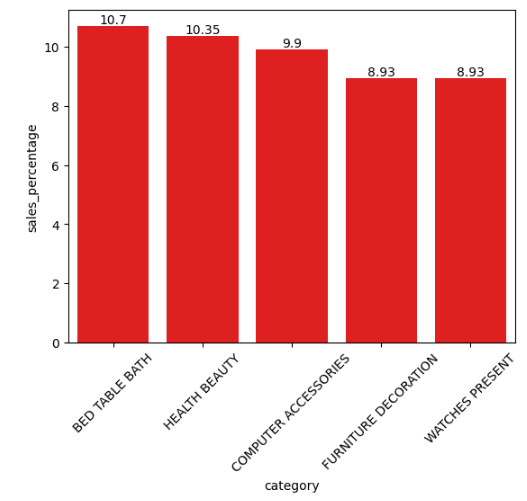 10.7
10.35
9.9
8.93
8.93
10
8
6
4
2
0
sales_percentage
BED TABLE BATH
HEALTH BEAUTY
COMPUTER ACCESSORIES
FURNITURE DECORATION
WATCHES PRESENT
category